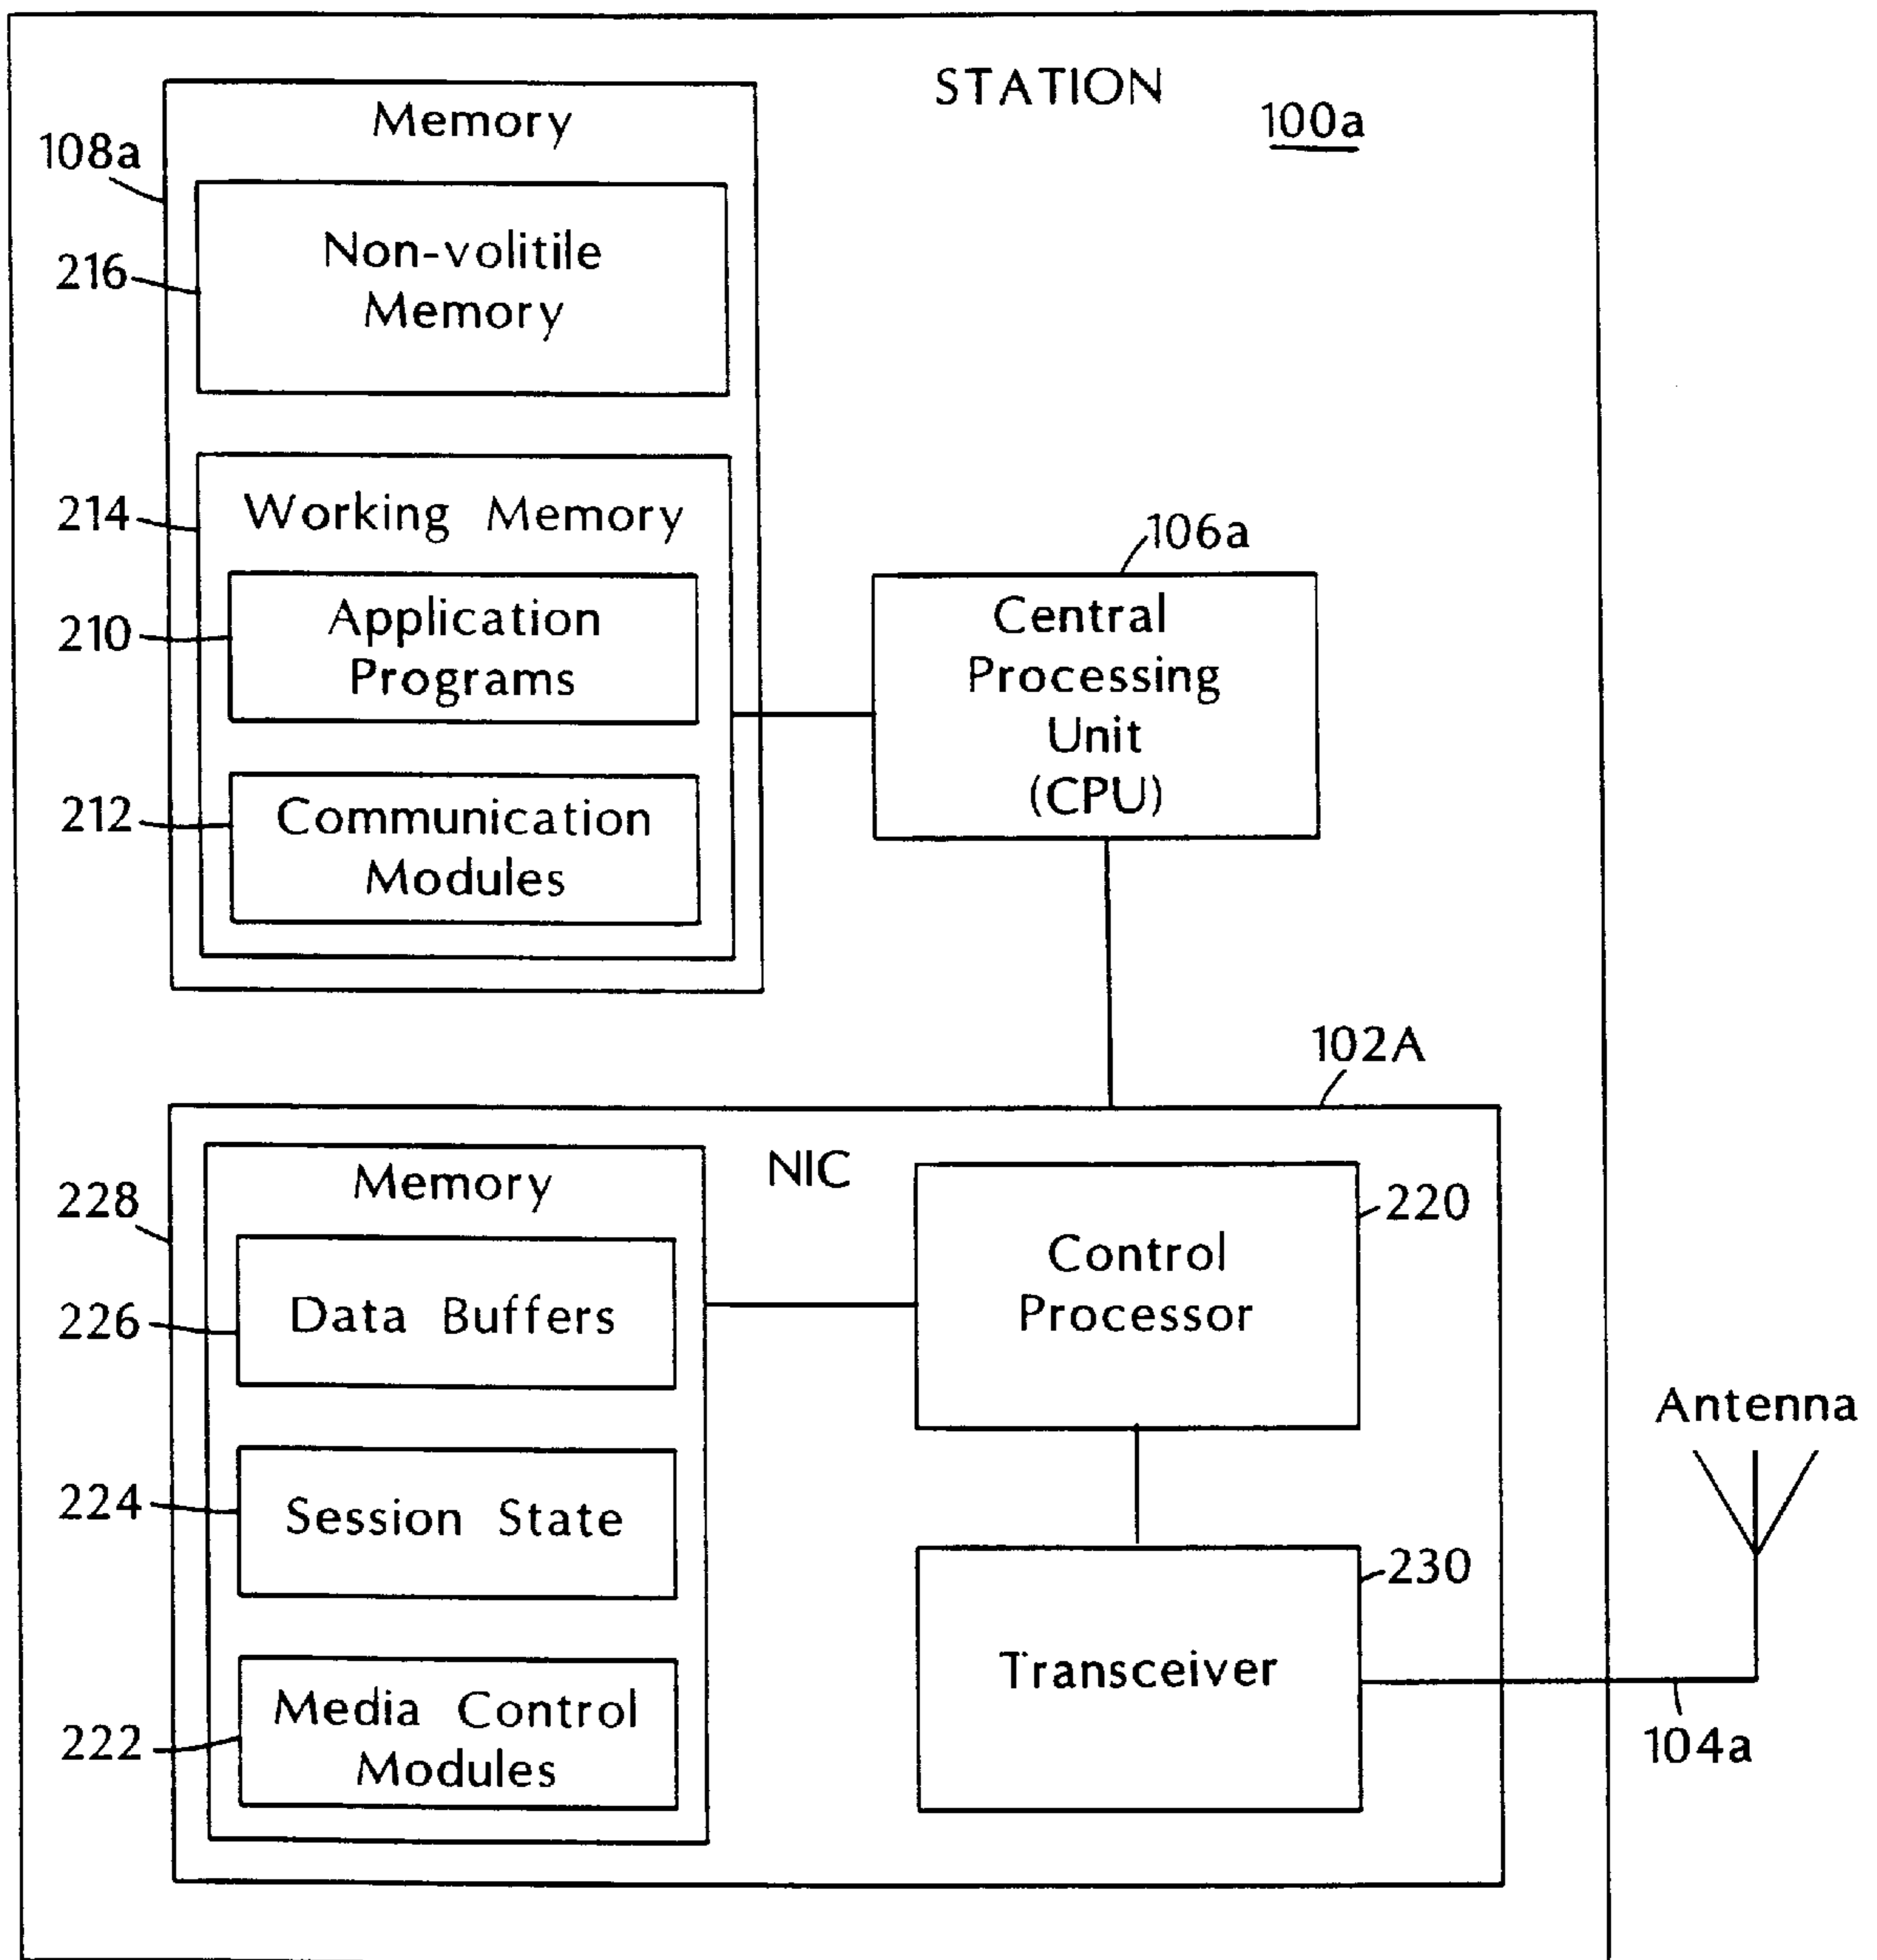 STATION
100a
Memory
108a
Non-volitile
Memory
216
214
Working Memory
106a
210
Application
Programs
Central
Processing
Unit
(CPU)
212
Communication
Modules
102A
NIC
228
Memory
220
Control
Processor
226
Data Buffers
Antenna
224
Session State
230
Transceiver
222
Media Control
Modules
104a